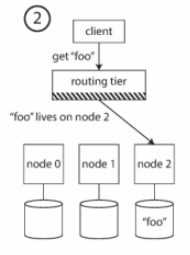 2
client
get "foo"
routing tier
"foo" lives on node 2
node 0 node 1 node 2
"foo"